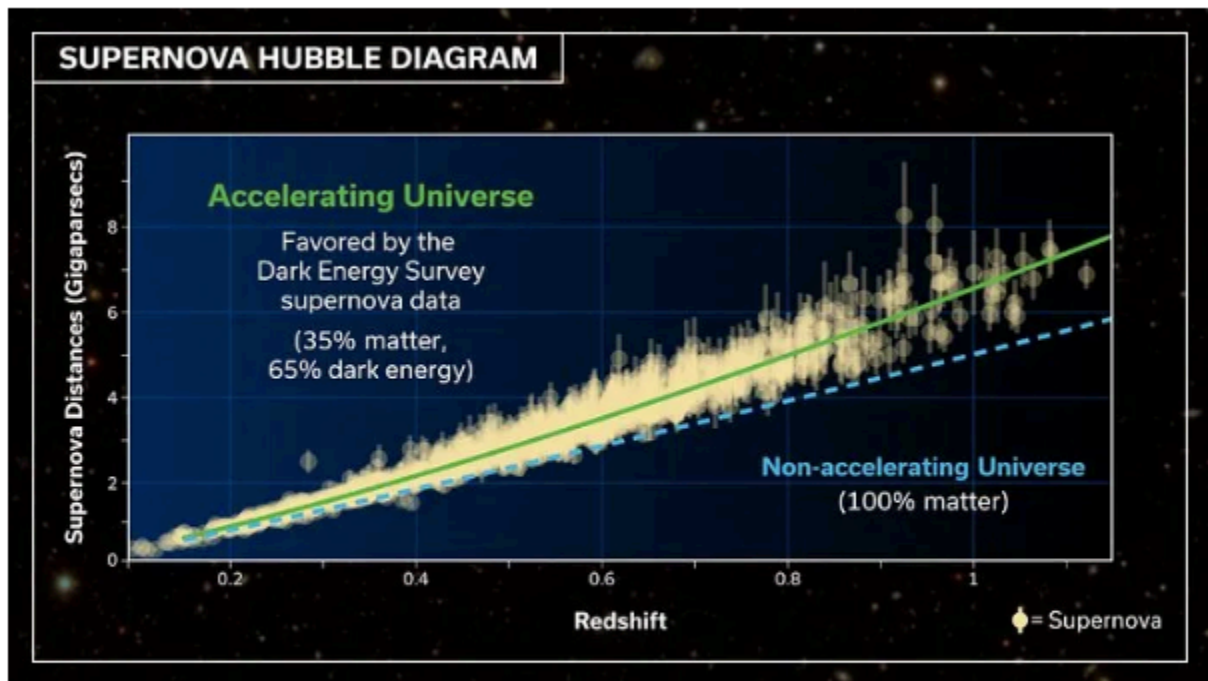 SUPERNOVA HUBBLE DIAGRAM
Supernova Distances (Gigaparsecs)
8
6
4
2
0
Accelerating Universe
Favored by the
Dark Energy Survey
supernova data
(35% matter,
65% dark energy)
Non-accelerating Universe
(100% matter)
0.2
0.4
0.6
0.8
1
Redshift
= Supernova